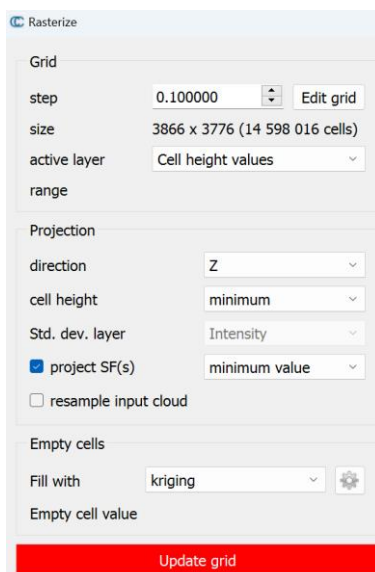 Rasterize
Grid
step 0.100000 Edit grid
size 3866 x 3776 (14 598 016 cells)
active layer Cell height values
range
Projection
direction Z
cell height minimum
Std. dev. layer Intensity
project SF(s) minimum value
resample input cloud
Empty cells
Fill with kriging
Empty cell value
Update grid